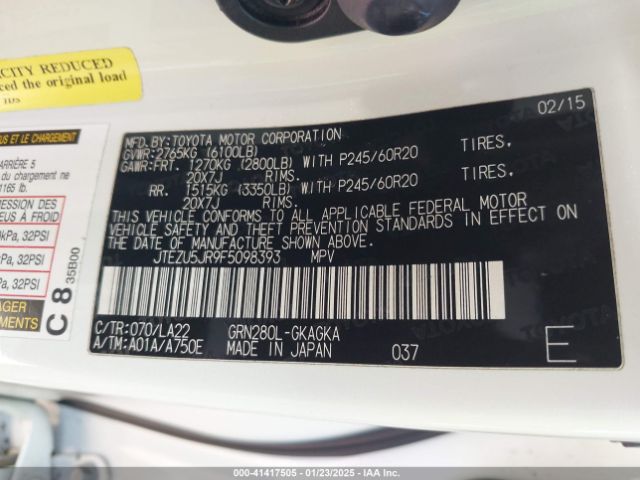 CITY REDUCED
ced the original load
US ET LE CHARGEMENT
ARRIÈRE 5
du chargement ne
1165 lb.
RESSION DES
EUS À FROID
kPa, 32PSI
Pa, 32PSI
a, 32PSI
AGER
EMENTS
C 8 35B00
02/15
MFD.BY:TOYOTA MOTOR CORPORATION
GVWR:2765KG (6100LB)
GAWR:FRT. 1270KG (2800LB) WITH P245/60R20 TIRES,
20X7J RIMS.
RR. 1515KG (3350LB) WITH P245/60R20 TIRES,
20X7J RIMS.
THIS VEHICLE CONFORMS TO ALL APPLICABLE FEDERAL MOTOR
VEHICLE SAFETY AND THEFT PREVENTION STANDARDS IN EFFECT ON
THE DATE OF MANUFACTURE SHOWN ABOVE.
JTEZU5JR9F5098393 MPV
C/TR:070/LA22 GRN280L-GKAGKA
A/TM:A01A/A750E MADE IN JAPAN 037 E
000-41417505 - 01/23/2025 - IAA Inc.